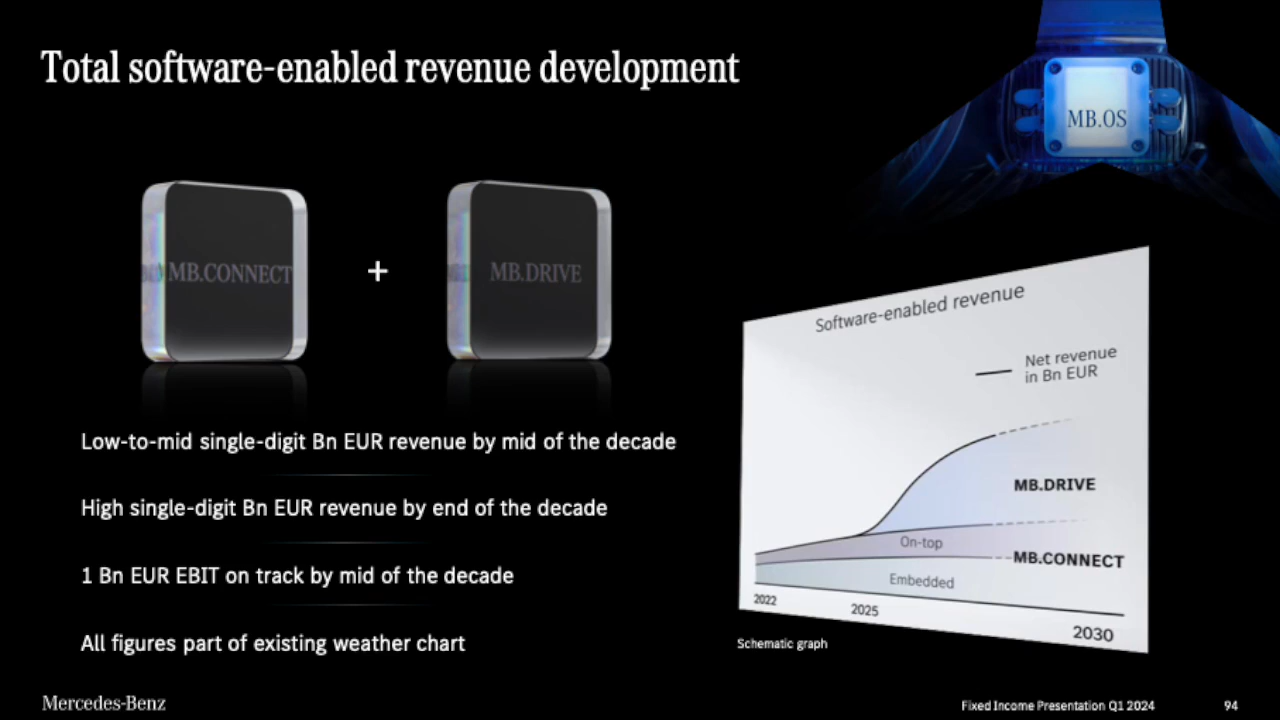 Total software-enabled revenue development
MB.OS
MB.CONNECT
+
MB.DRIVE
Low-to-mid single-digit Bn EUR revenue by mid of the decade
High single-digit Bn EUR revenue by end of the decade
1 Bn EUR EBIT on track by mid of the decade
All figures part of existing weather chart
Software-enabled revenue
Net revenue
in Bn EUR
MB.DRIVE
On-top
MB.CONNECT
Embedded
2022
2025
2030
Schematic graph
Mercedes-Benz
Fixed Income Presentation Q1 2024
94